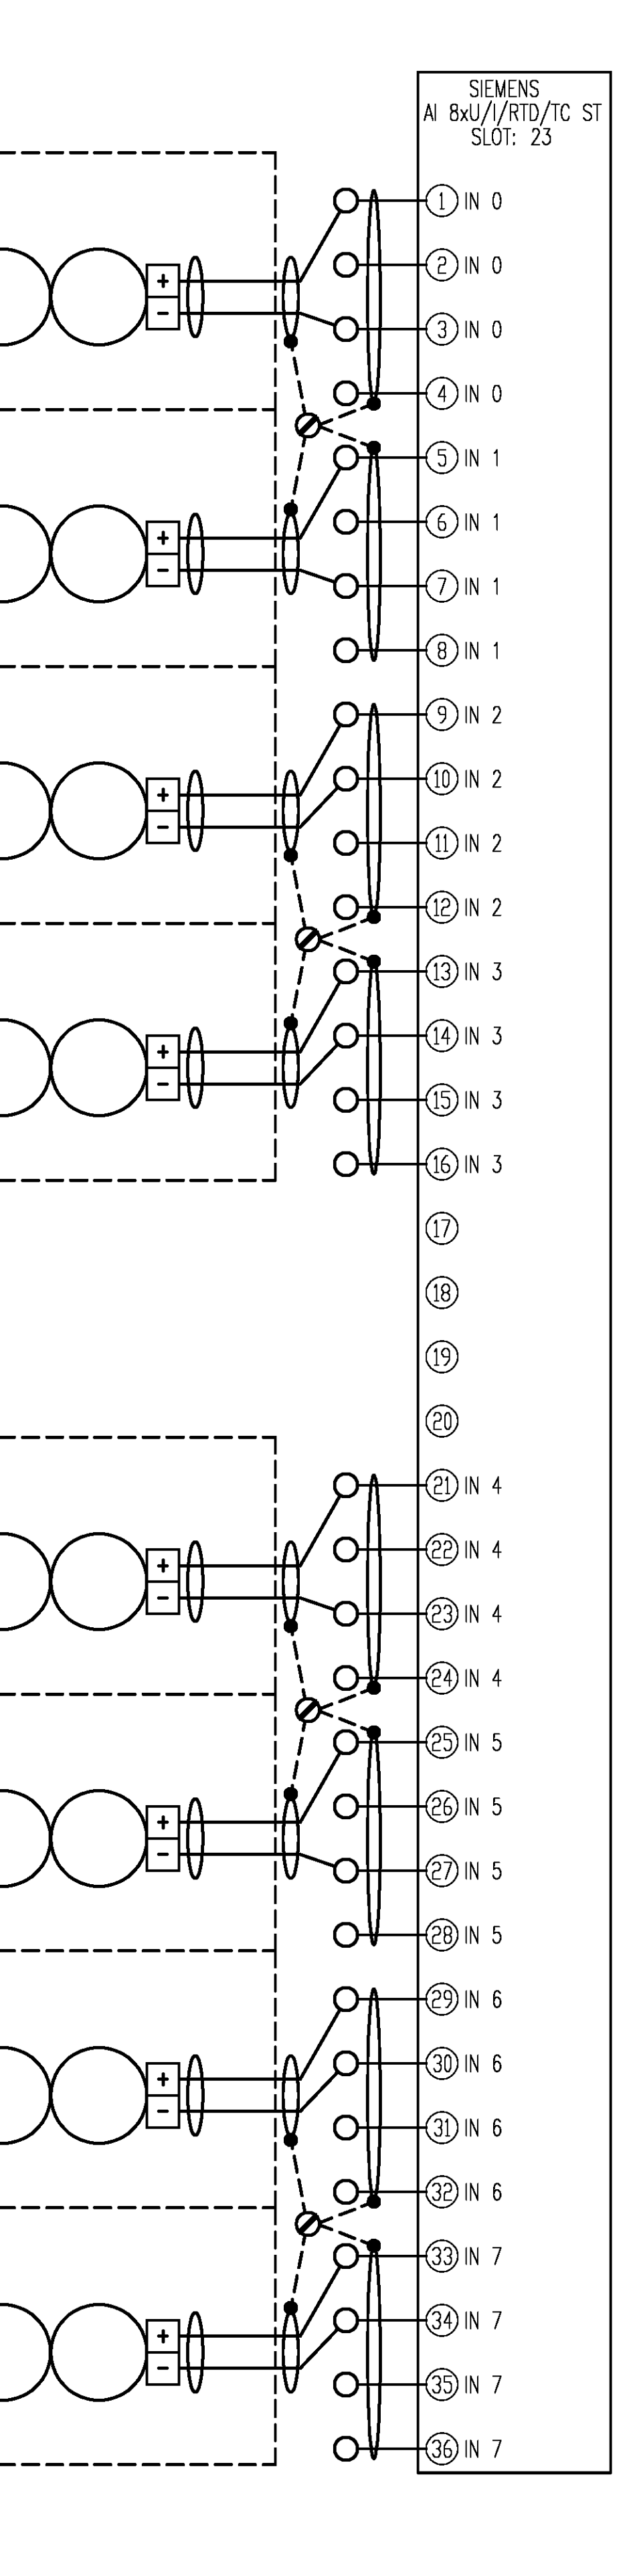 SIEMENS
AI 8xU/I/RTD/TC ST
SLOT: 23
1 IN 0
2 IN 0
+
- 3 IN 0
4 IN 0
5 IN 1
6 IN 1
+
- 7 IN 1
8 IN 1
9 IN 2
10 IN 2
+
- 11 IN 2
12 IN 2
13 IN 3
14 IN 3
+
- 15 IN 3
16 IN 3
17
18
19
20
21 IN 4
22 IN 4
+
- 23 IN 4
24 IN 4
25 IN 5
26 IN 5
+
- 27 IN 5
28 IN 5
29 IN 6
30 IN 6
+
- 31 IN 6
32 IN 6
33 IN 7
34 IN 7
+
- 35 IN 7
36 IN 7